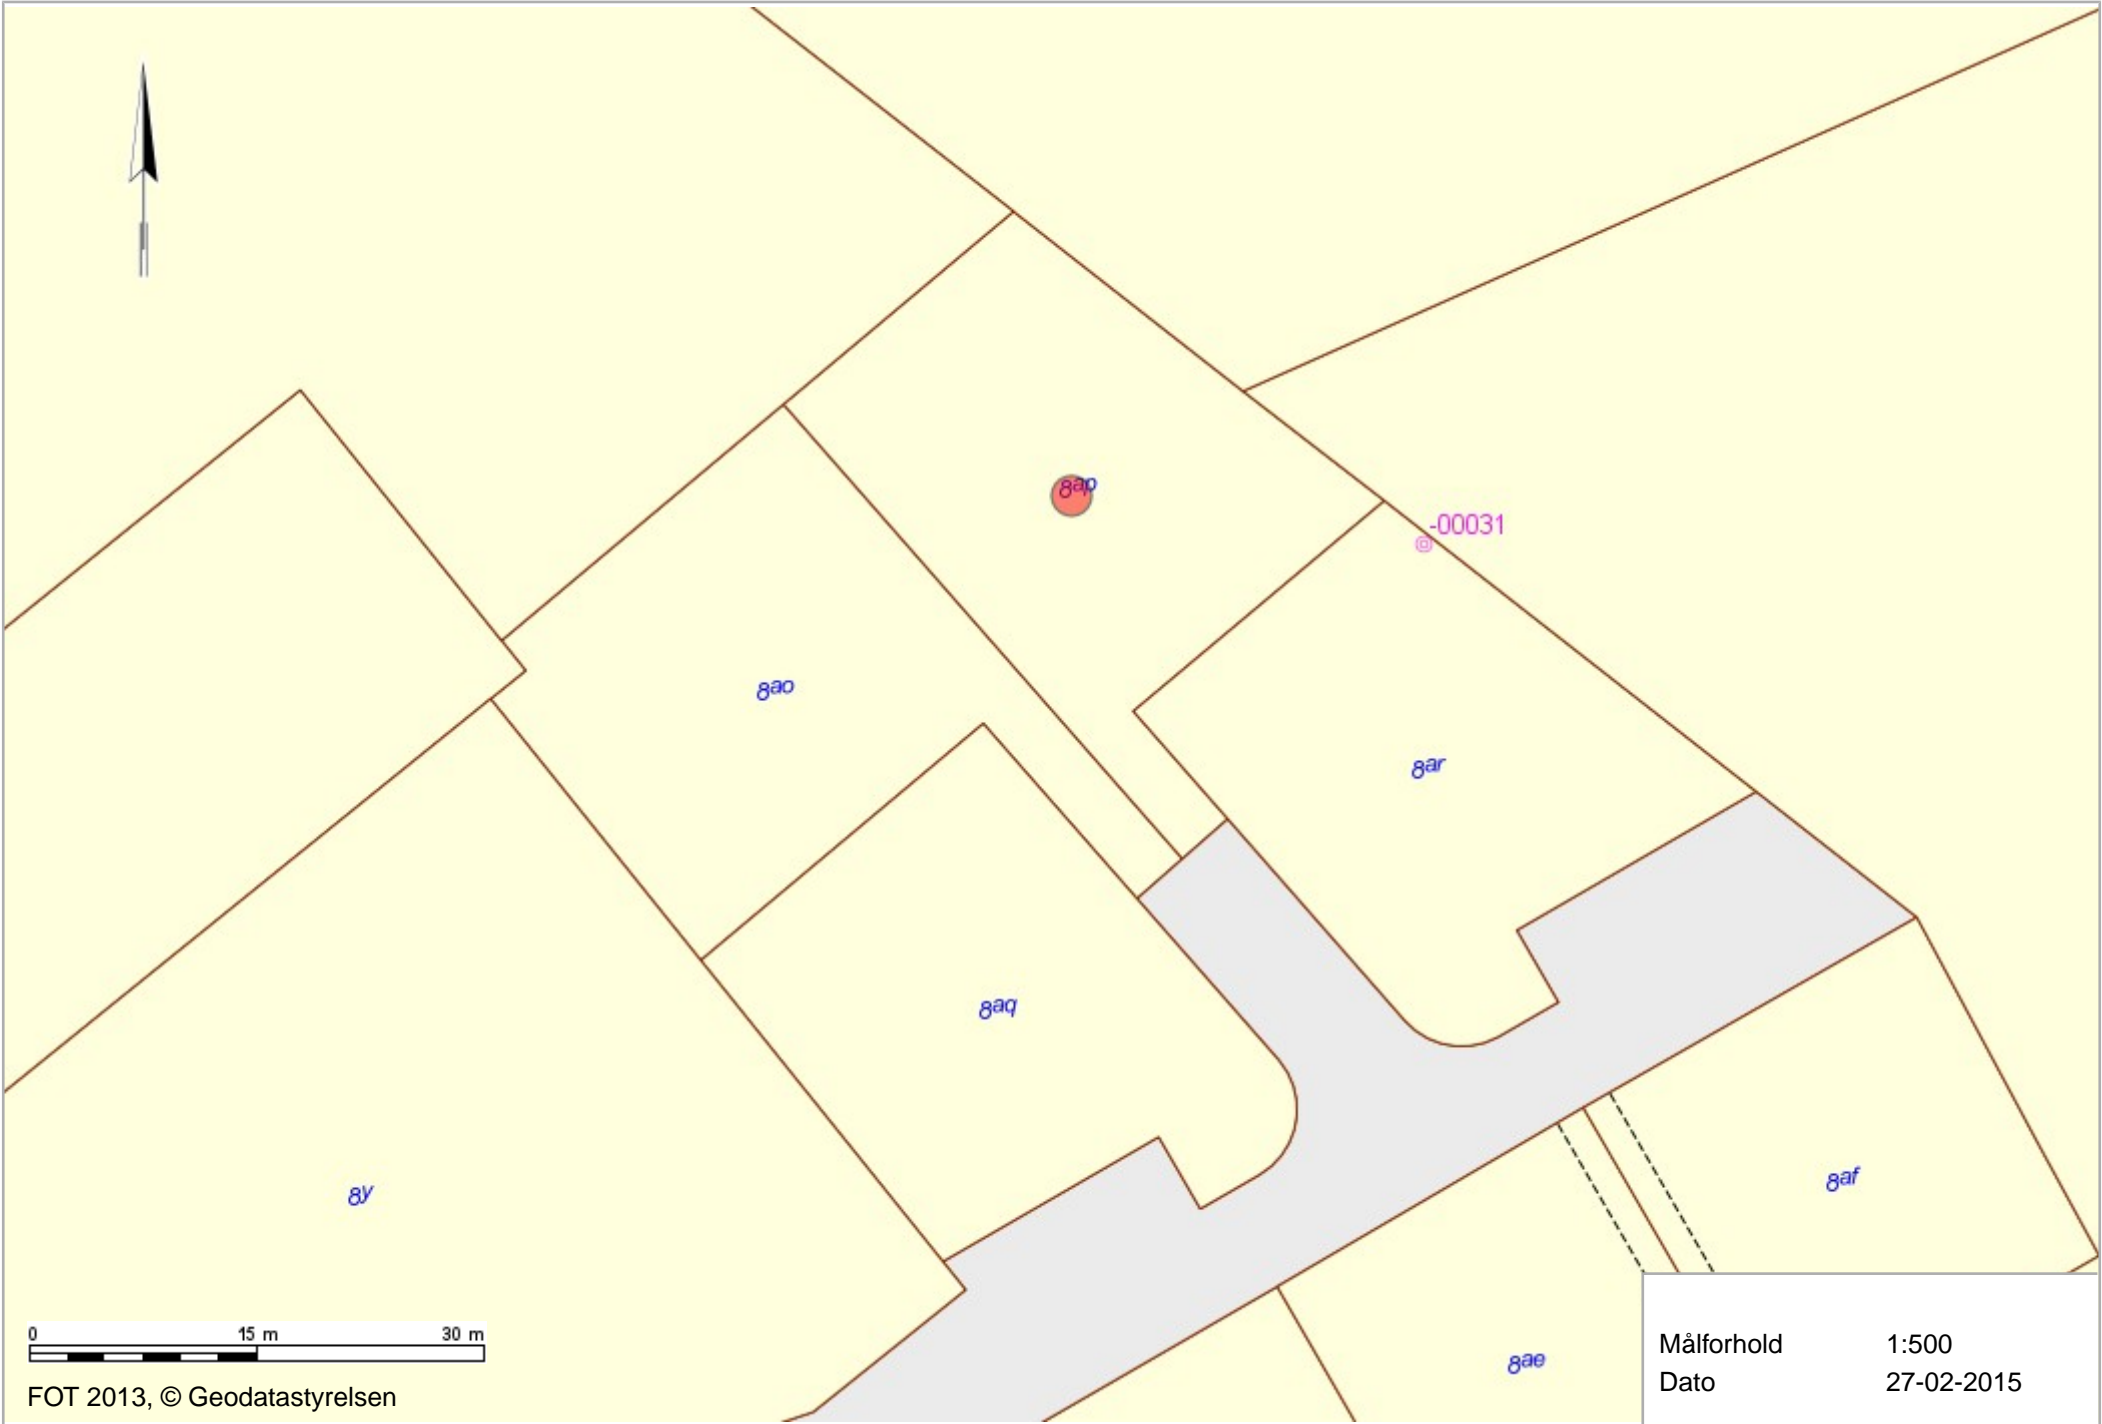 8ap
-00031
8ao
8ar
8aq
8af
8y
8ae
0 15 m 30 m
FOT 2013, © Geodatastyrelsen
Målforhold 1:500
Dato 27-02-2015